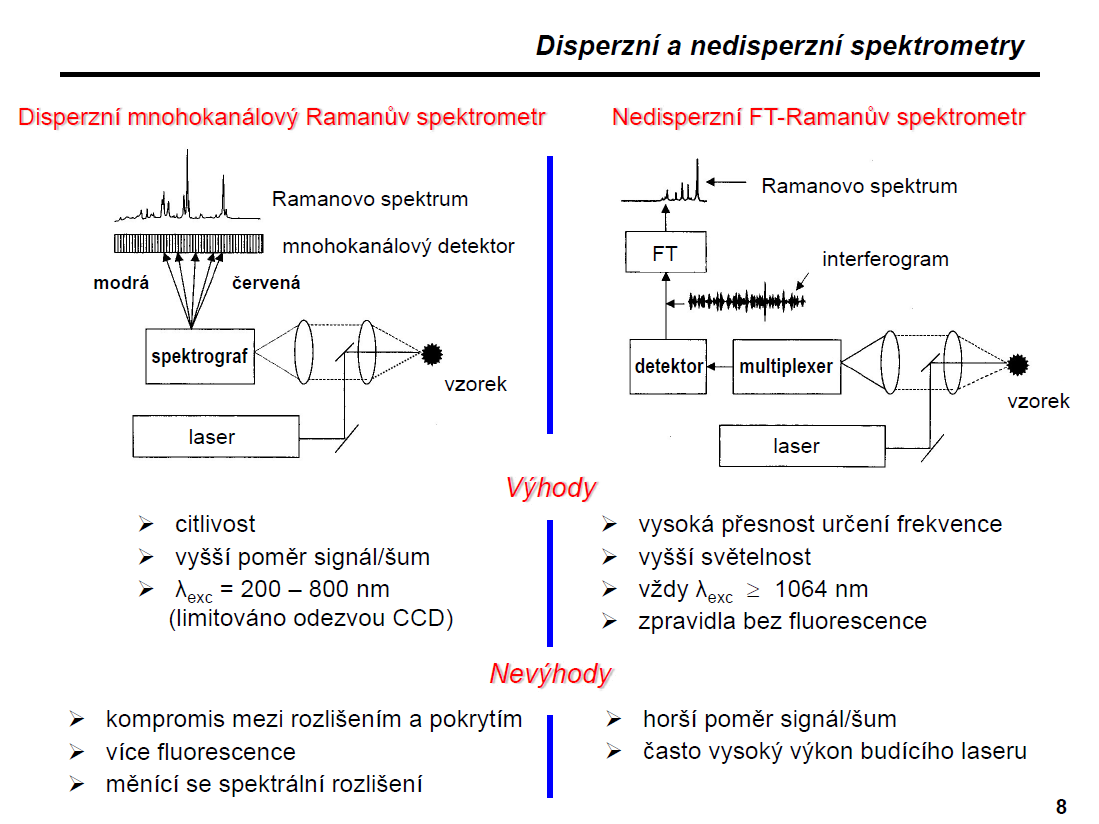 Disperzní a nedisperzní spektrometry
Disperzní mnohokanálový Ramanův spektrometr
Ramanovo spektrum
mnohokanálový detektor
modrá
červená
spektrograf
vzorek
laser
Nedisperzní FT-Ramanův spektrometr
Ramanovo spektrum
FT
interferogram
detektor
multiplexer
vzorek
laser
Výhody
➢ citlivost
➢ vyšší poměr signál/šum
➢ λexc = 200 – 800 nm
(limitováno odezvou CCD)
➢ vysoká přesnost určení frekvence
➢ vyšší světelnost
➢ vždy λexc ≥ 1064 nm
➢ zpravidla bez fluorescence
Nevýhody
➢ kompromis mezi rozlišením a pokrytím
➢ více fluorescence
➢ měnící se spektrální rozlišení
➢ horší poměr signál/šum
➢ často vysoký výkon budícího laseru
8